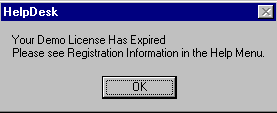 HelpDesk
Your Demo License Has Expired
Please see Registration Information in the Help Menu.
OK